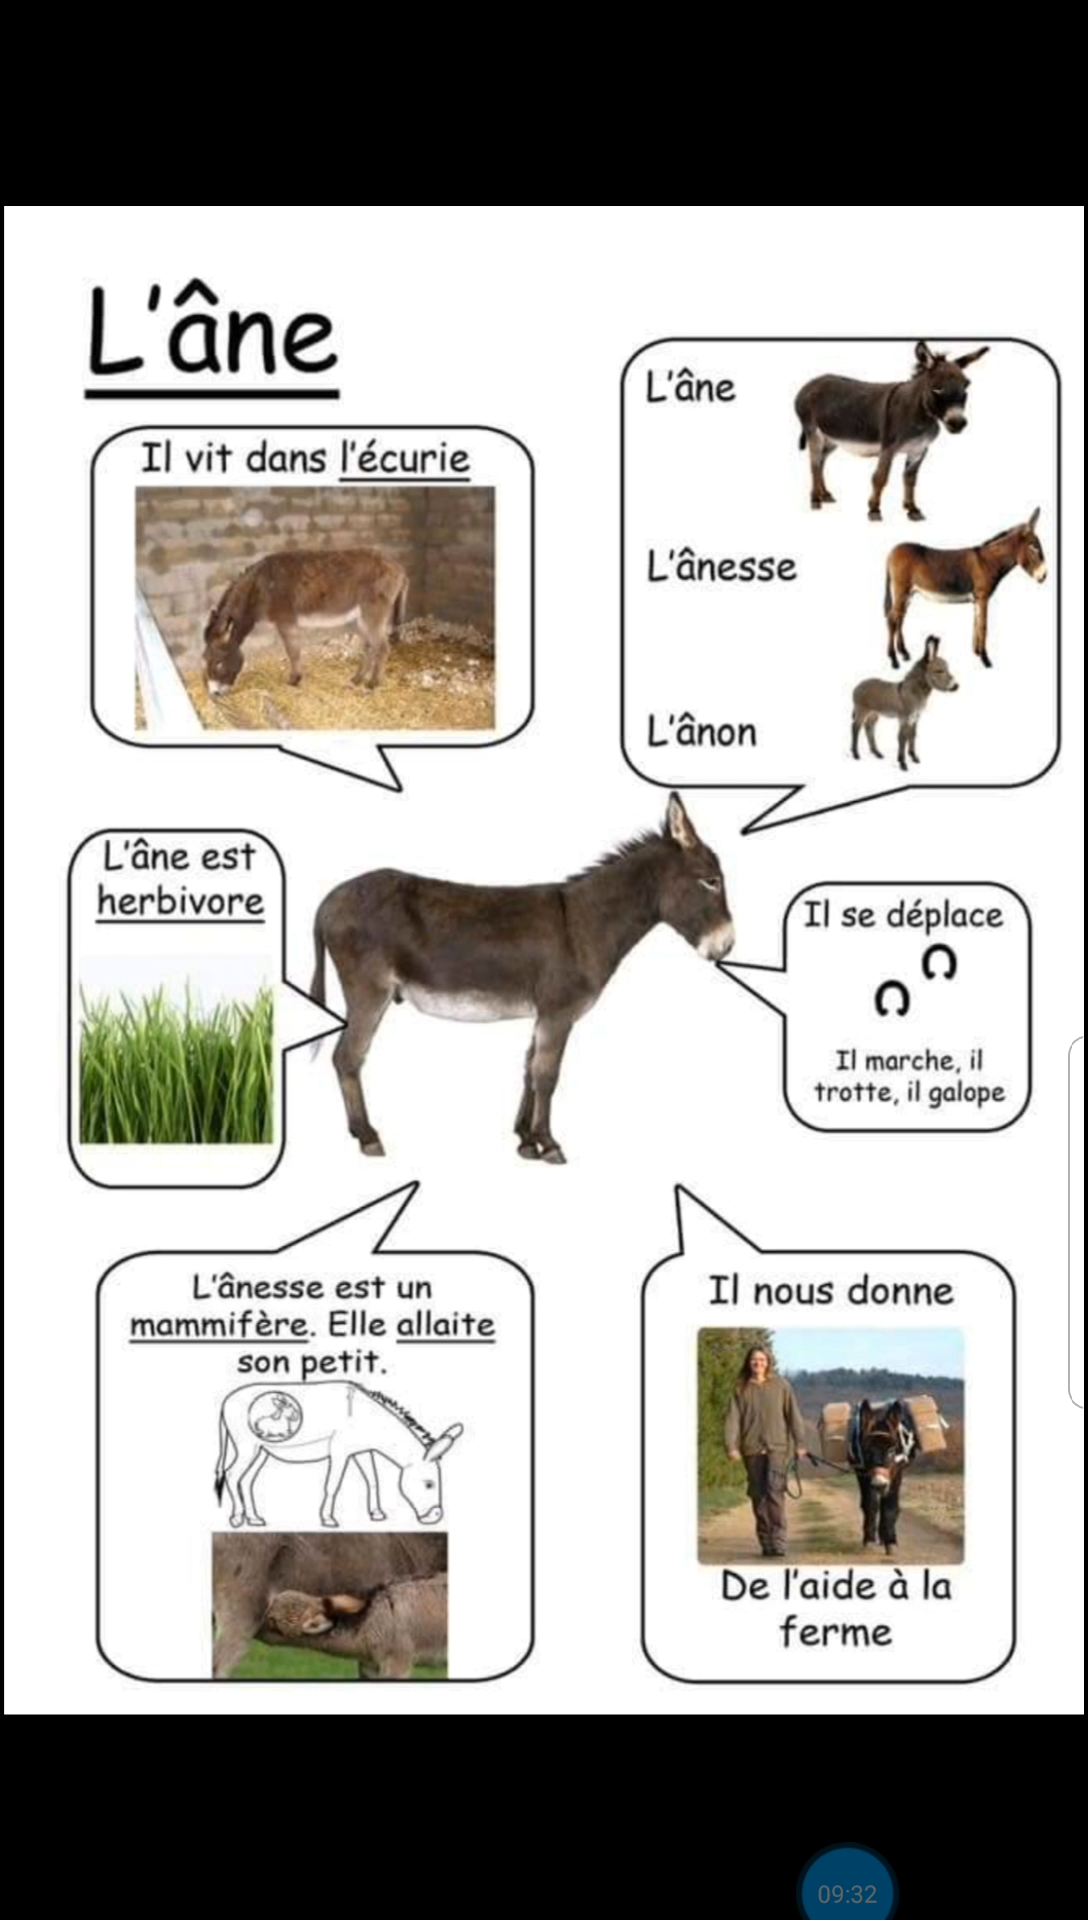 L'âne
Il vit dans l'écurie
L'âne
L'ânesse
L'ânon
L'âne est
herbivore
Il se déplace
Il marche, il
trotte, il galope
L'ânesse est un
mammifère. Elle allaite
son petit.
Il nous donne
De l'aide à la
ferme
09:32